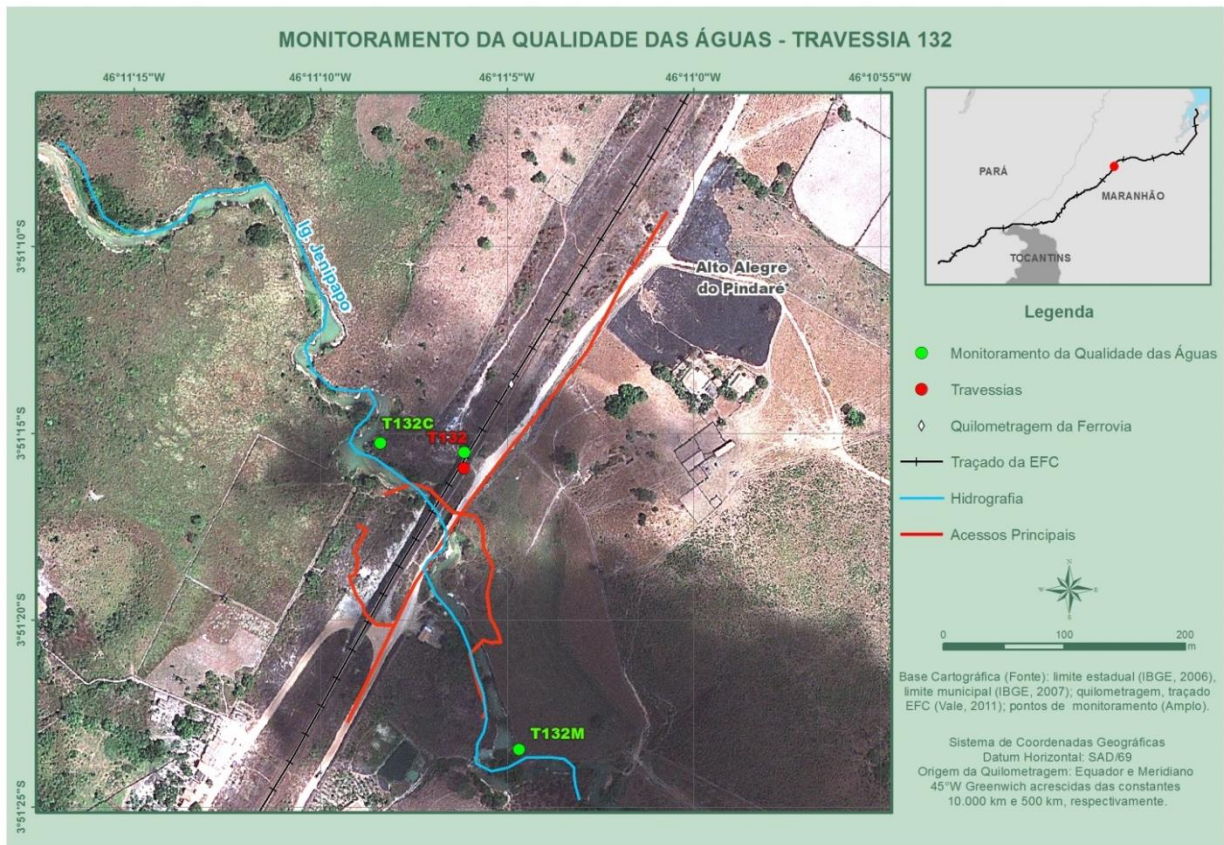 MONITORAMENTO DA QUALIDADE DAS ÁGUAS - TRAVESSIA 132
46°11'15"W
46°11'10"W
46°11'5"W
46°11'0"W
46°10'55"W
3°51'10"S
3°51'15"S
3°51'20"S
3°51'25"S
Ig. Jenipapo
Alto Alegre
do Pindaré
T132C
T132
T132M
PARÁ
MARANHÃO
TOCANTINS
Legenda
Monitoramento da Qualidade das Águas
Travessias
Quilometragem da Ferrovia
Traçado da EFC
Hidrografia
Acessos Principais
N
W
E
S
0 100 200
m
Base Cartográfica (Fonte): limite estadual (IBGE, 2006),
limite municipal (IBGE, 2007); quilometragem, traçado
EFC (Vale, 2011); pontos de monitoramento (Amplo).
Sistema de Coordenadas Geográficas
Datum Horizontal: SAD/69
Origem da Quilometragem: Equador e Meridiano
45°W Greenwich acrescidas das constantes
10.000 km e 500 km, respectivamente.